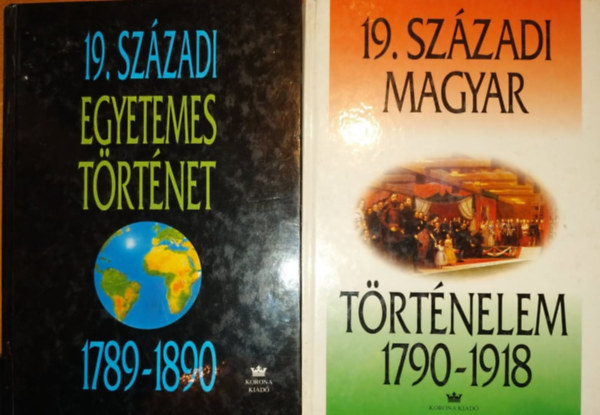 19. SZÁZADI
EGYETEMES
TÖRTÉNET
1789-1890
KORONA
KIADÓ
19. SZÁZADI
MAGYAR
TÖRTÉNELEM
1790-1918
KORONA KIADÓ